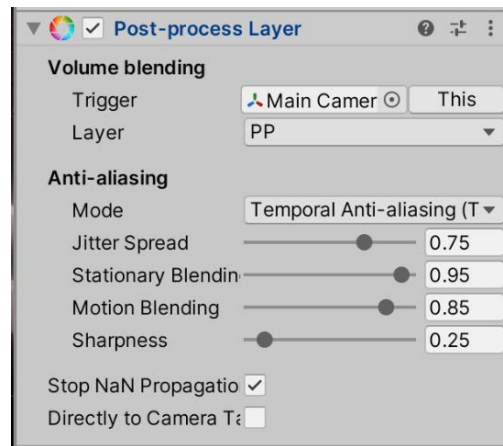 Post-process Layer
Volume blending
Trigger Main Camer This
Layer PP
Anti-aliasing
Mode Temporal Anti-aliasing (T
Jitter Spread 0.75
Stationary Blendin 0.95
Motion Blending 0.85
Sharpness 0.25
Stop NaN Propagatio
Directly to Camera Ta